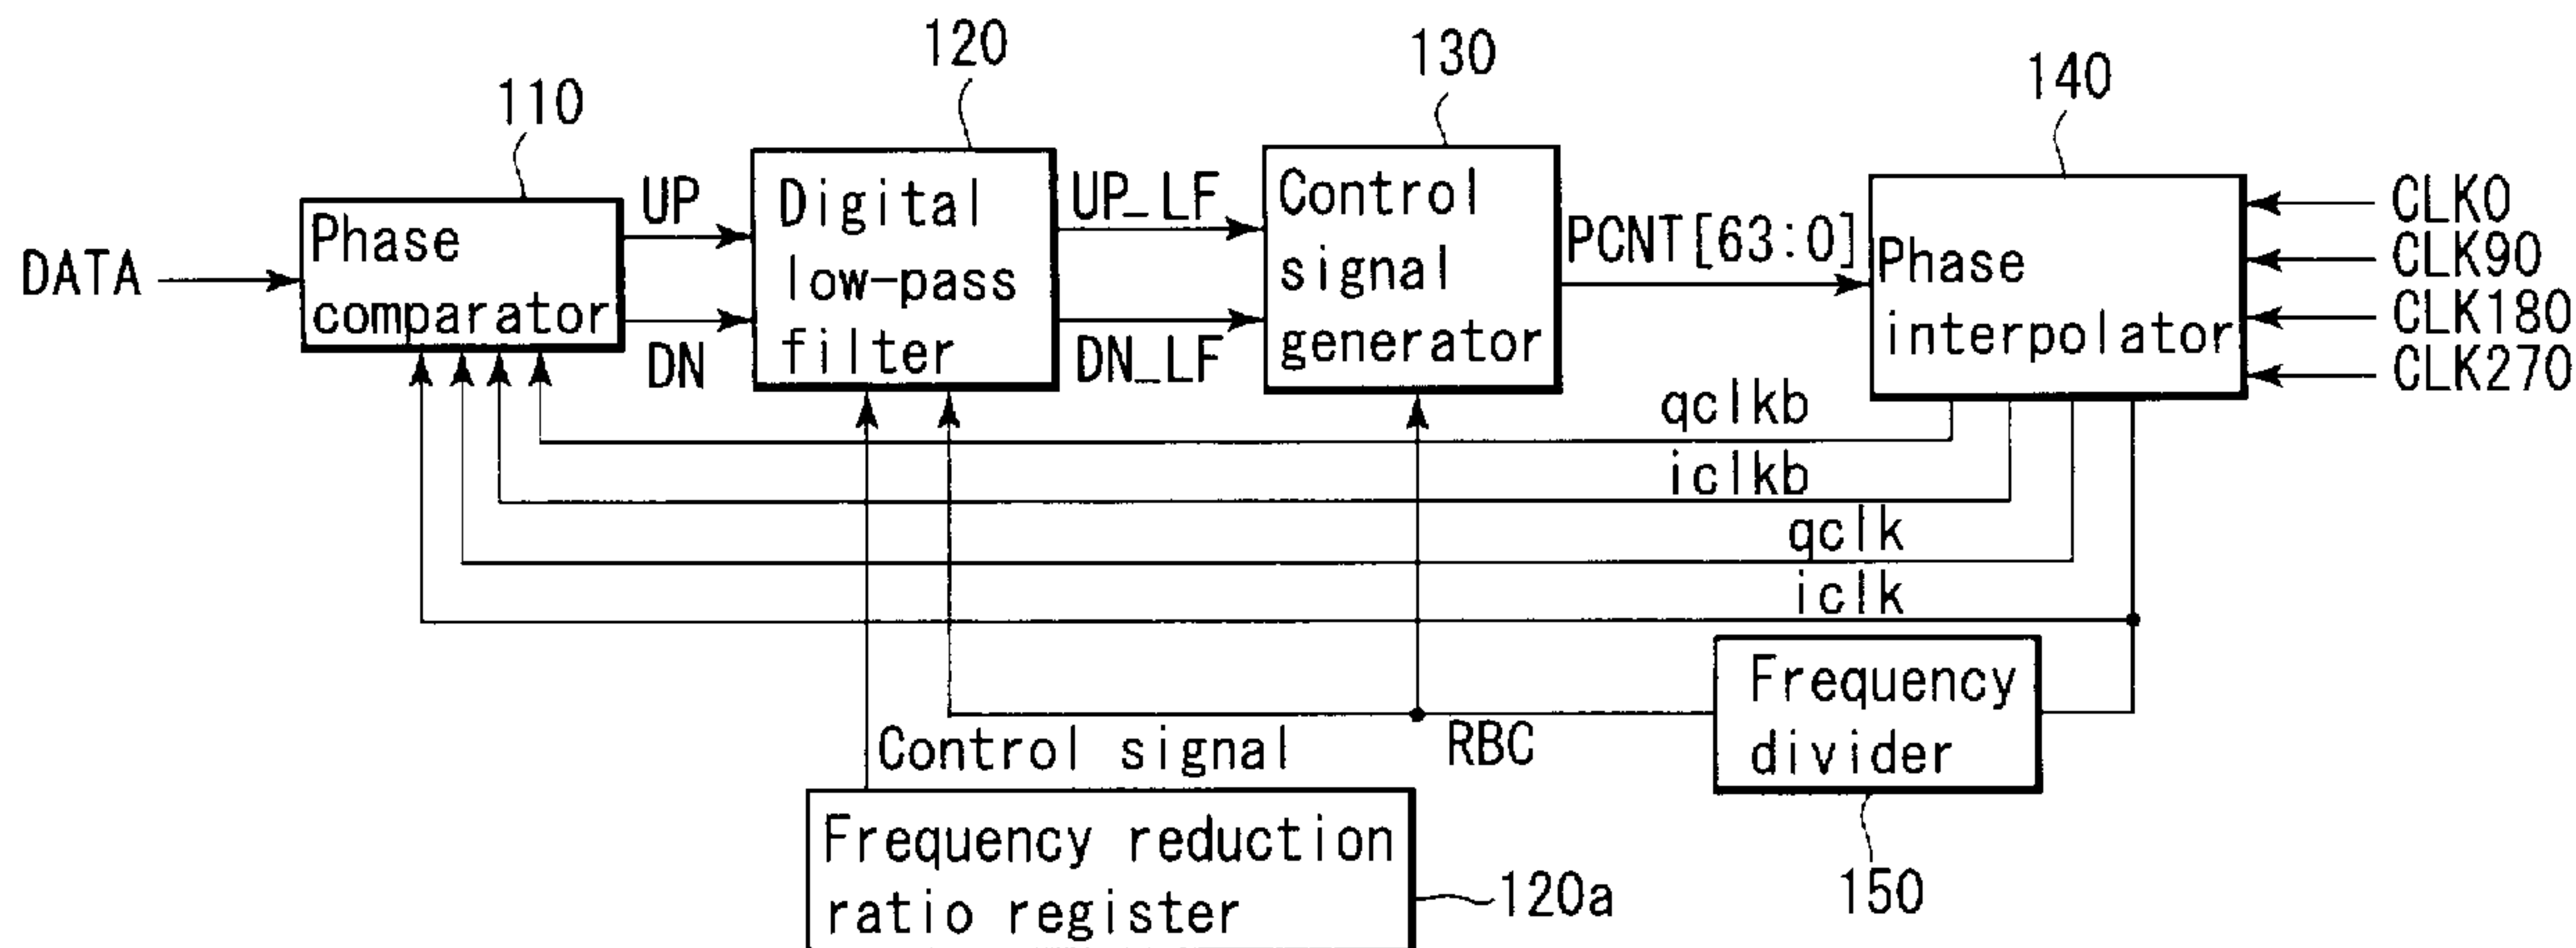 110
120
130
140
DATA
Phase
comparator
UP
DN
Digital
low-pass
filter
UP_LF
DN_LF
Control
signal
generator
PCNT[63:0]
Phase
interpolator
CLK0
CLK90
CLK180
CLK270
qclkb
iclkb
qclk
iclk
Control signal
RBC
Frequency
divider
150
Frequency reduction
ratio register
120a